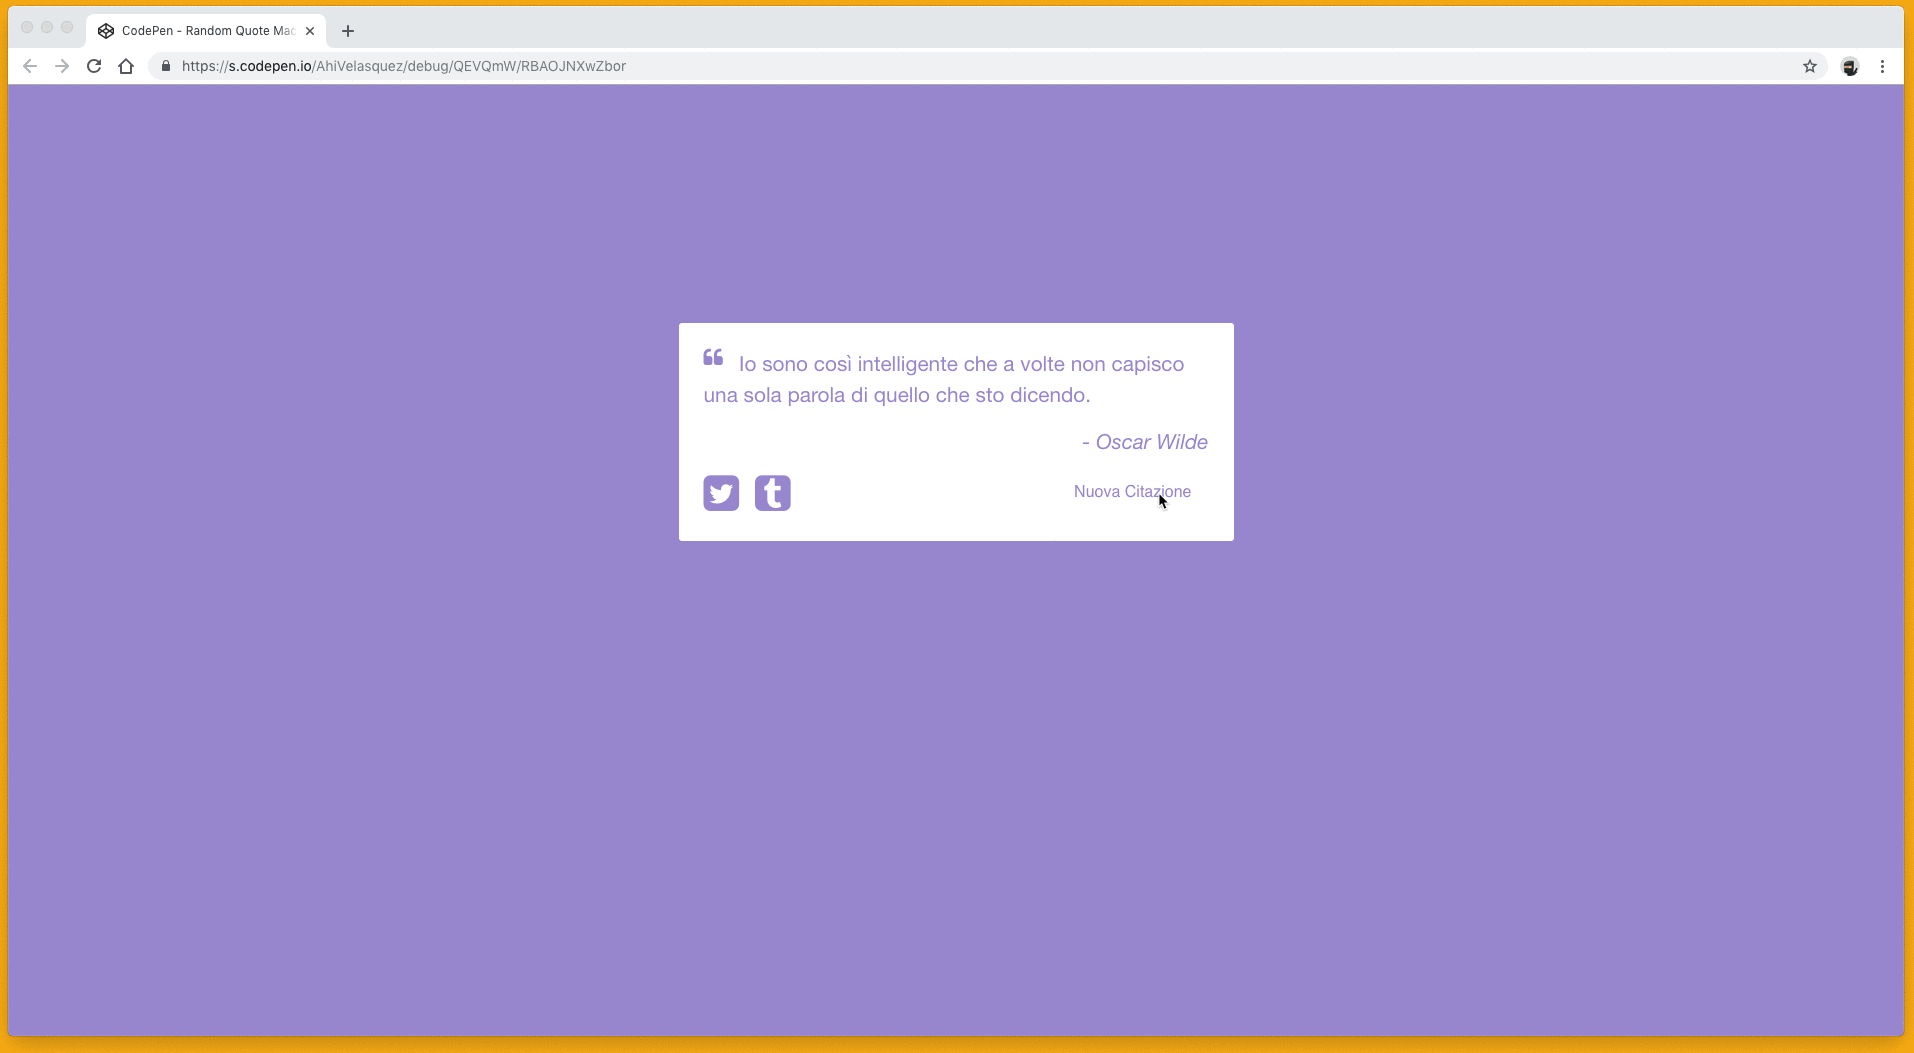 CodePen - Random Quote Mac
https://s.codepen.io/AhiVelasquez/debug/QEVQmW/RBAOJNXwZbor
“ Io sono così intelligente che a volte non capisco
una sola parola di quello che sto dicendo.
- Oscar Wilde
Nuova Citazione